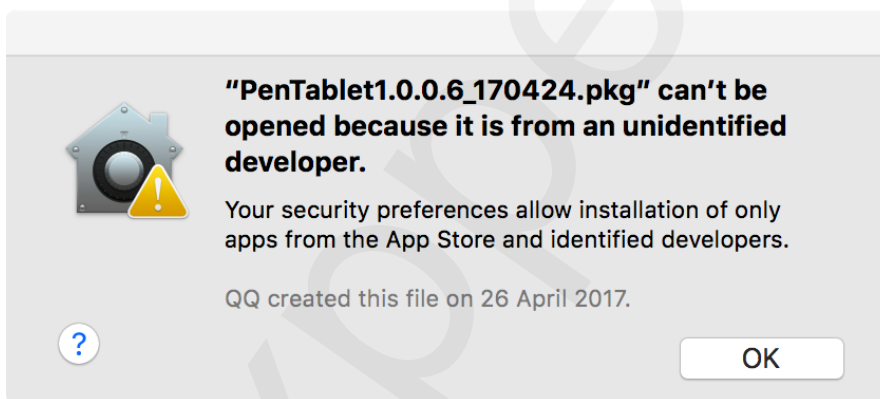 “PenTablet1.0.0.6_170424.pkg” can’t be
opened because it is from an unidentified
developer.
Your security preferences allow installation of only
apps from the App Store and identified developers.
QQ created this file on 26 April 2017.
?
OK